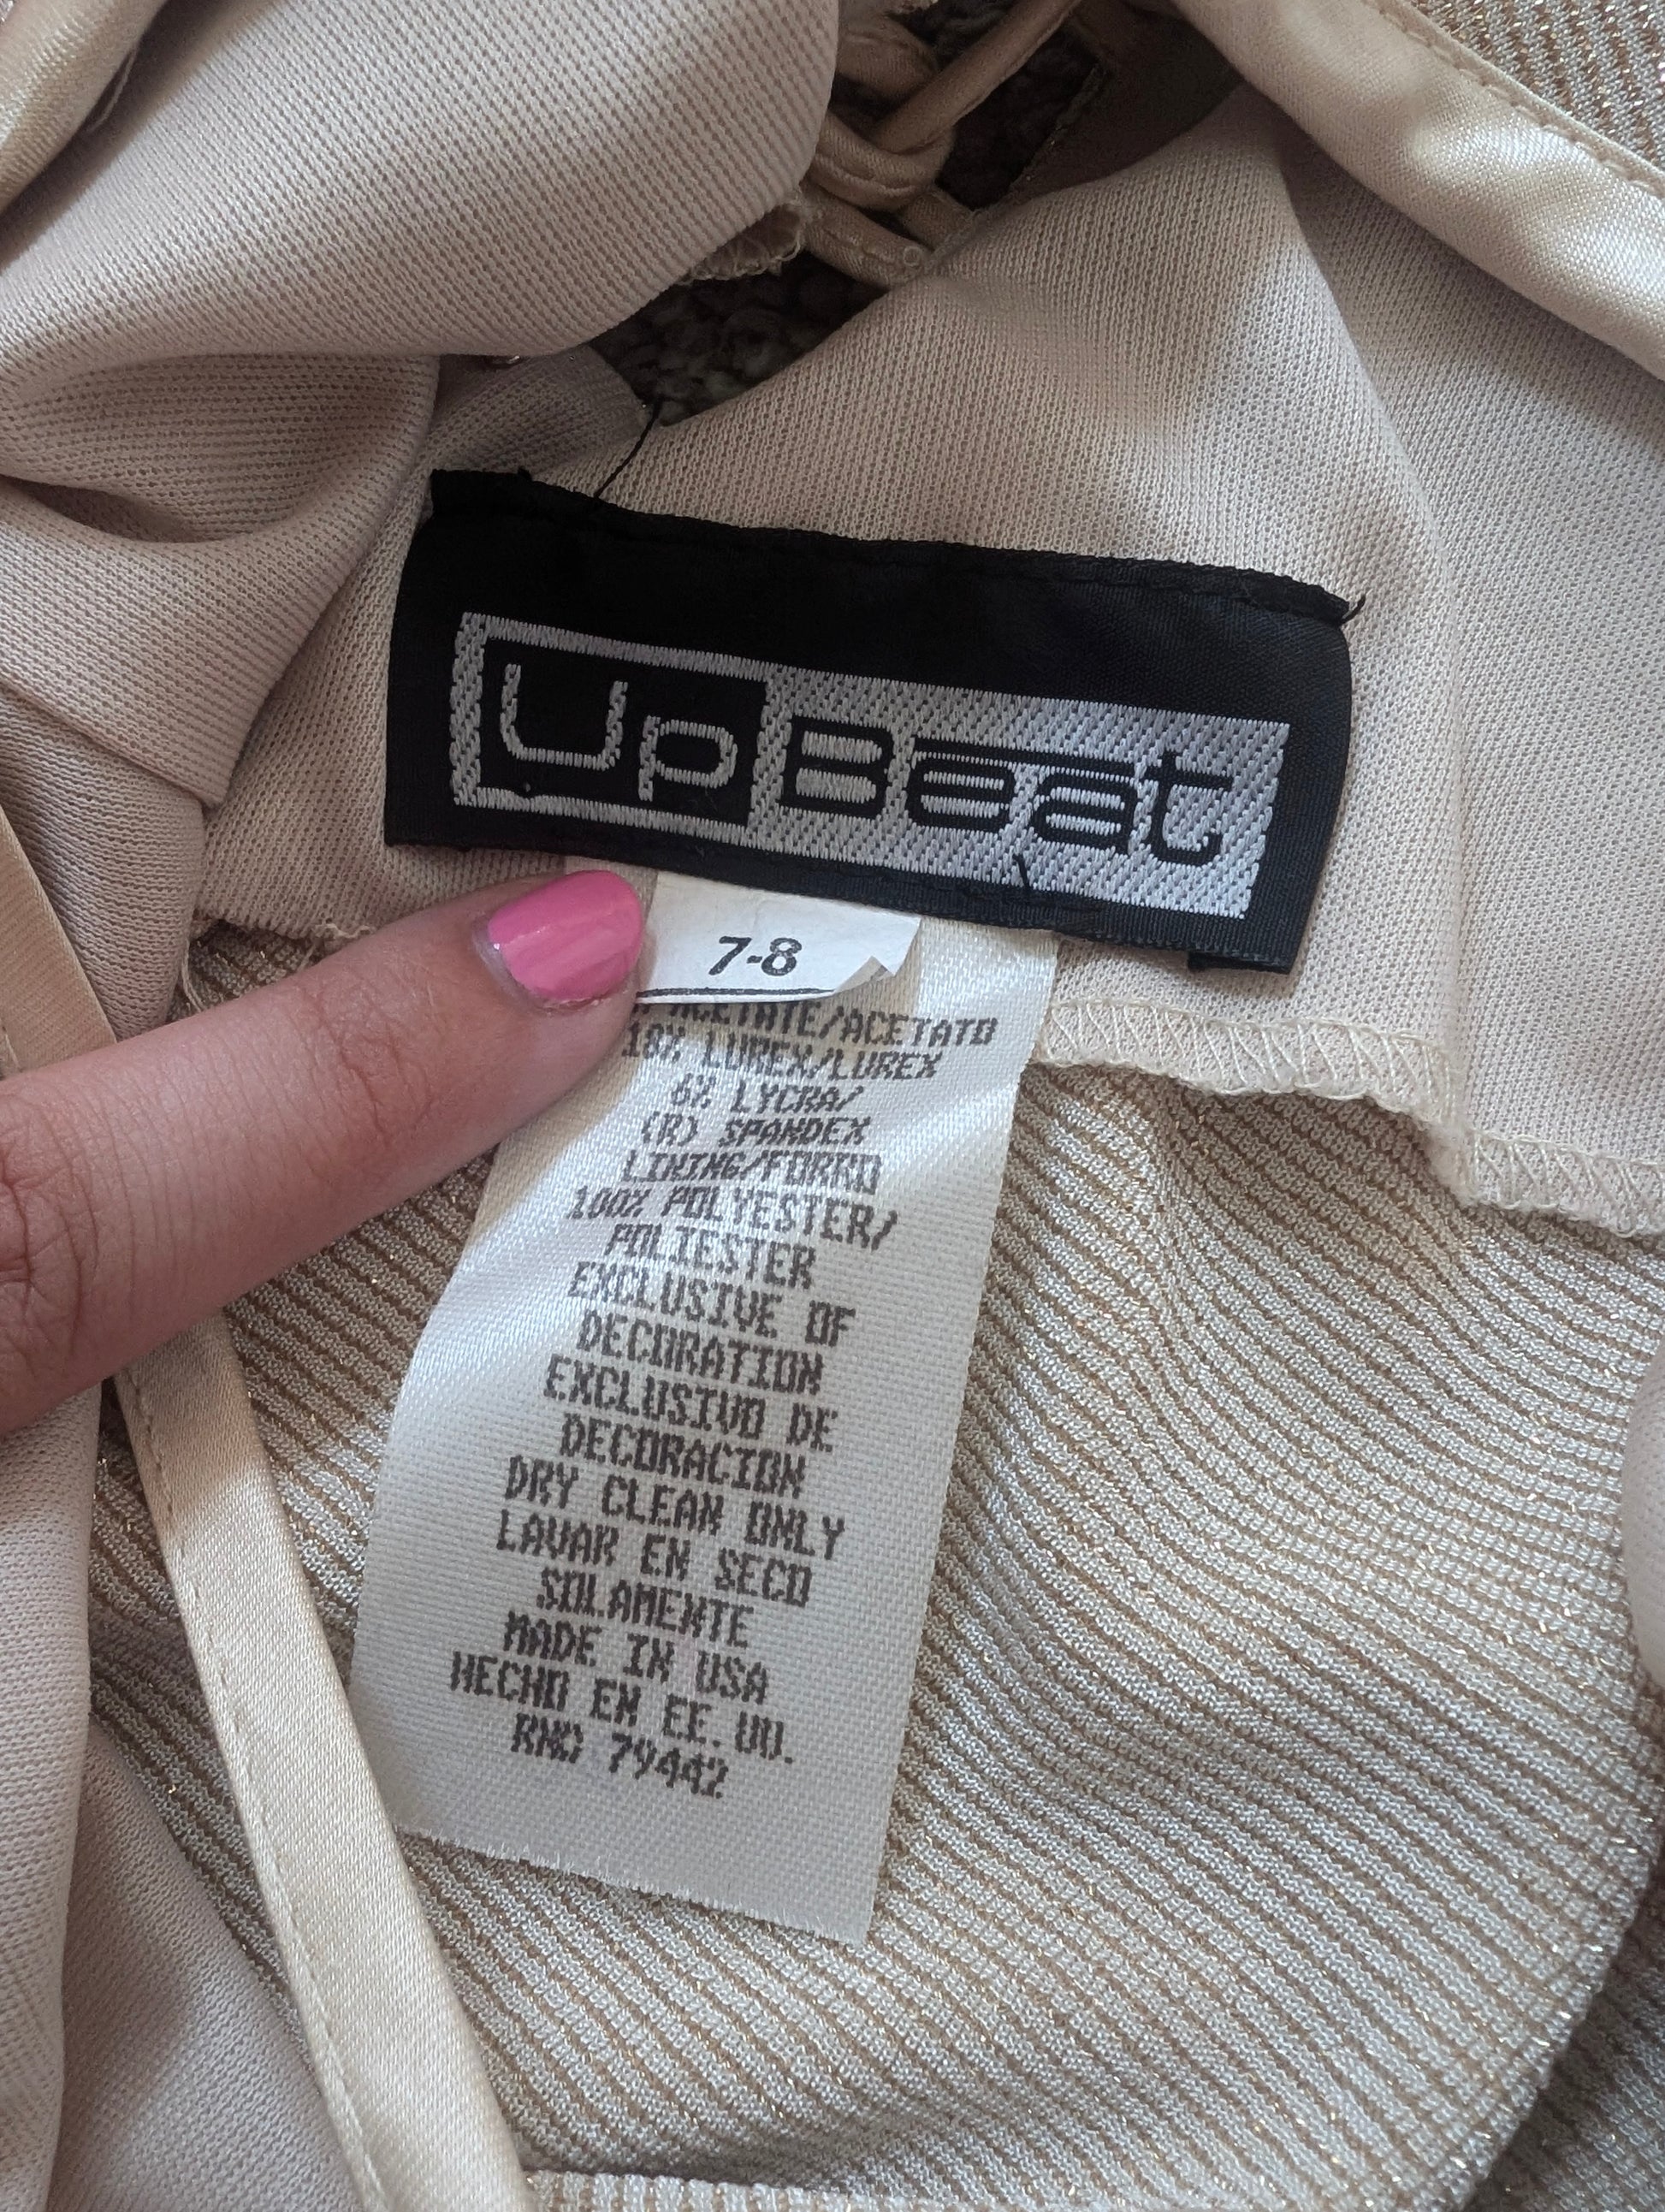 Up Beat
7-8
% ACETATE/ACETATO
10% LUREX/LUREX
6% LYCRA/
(R) SPANDEX
LINING/FORRO
100% POLYESTER/
POLIESTER
EXCLUSIVE OF
DECORATION
EXCLUSIVO DE
DECORACION
DRY CLEAN ONLY
LAVAR EN SECO
SOLAMENTE
MADE IN USA
HECHO EN EE.UU.
RN# 79442